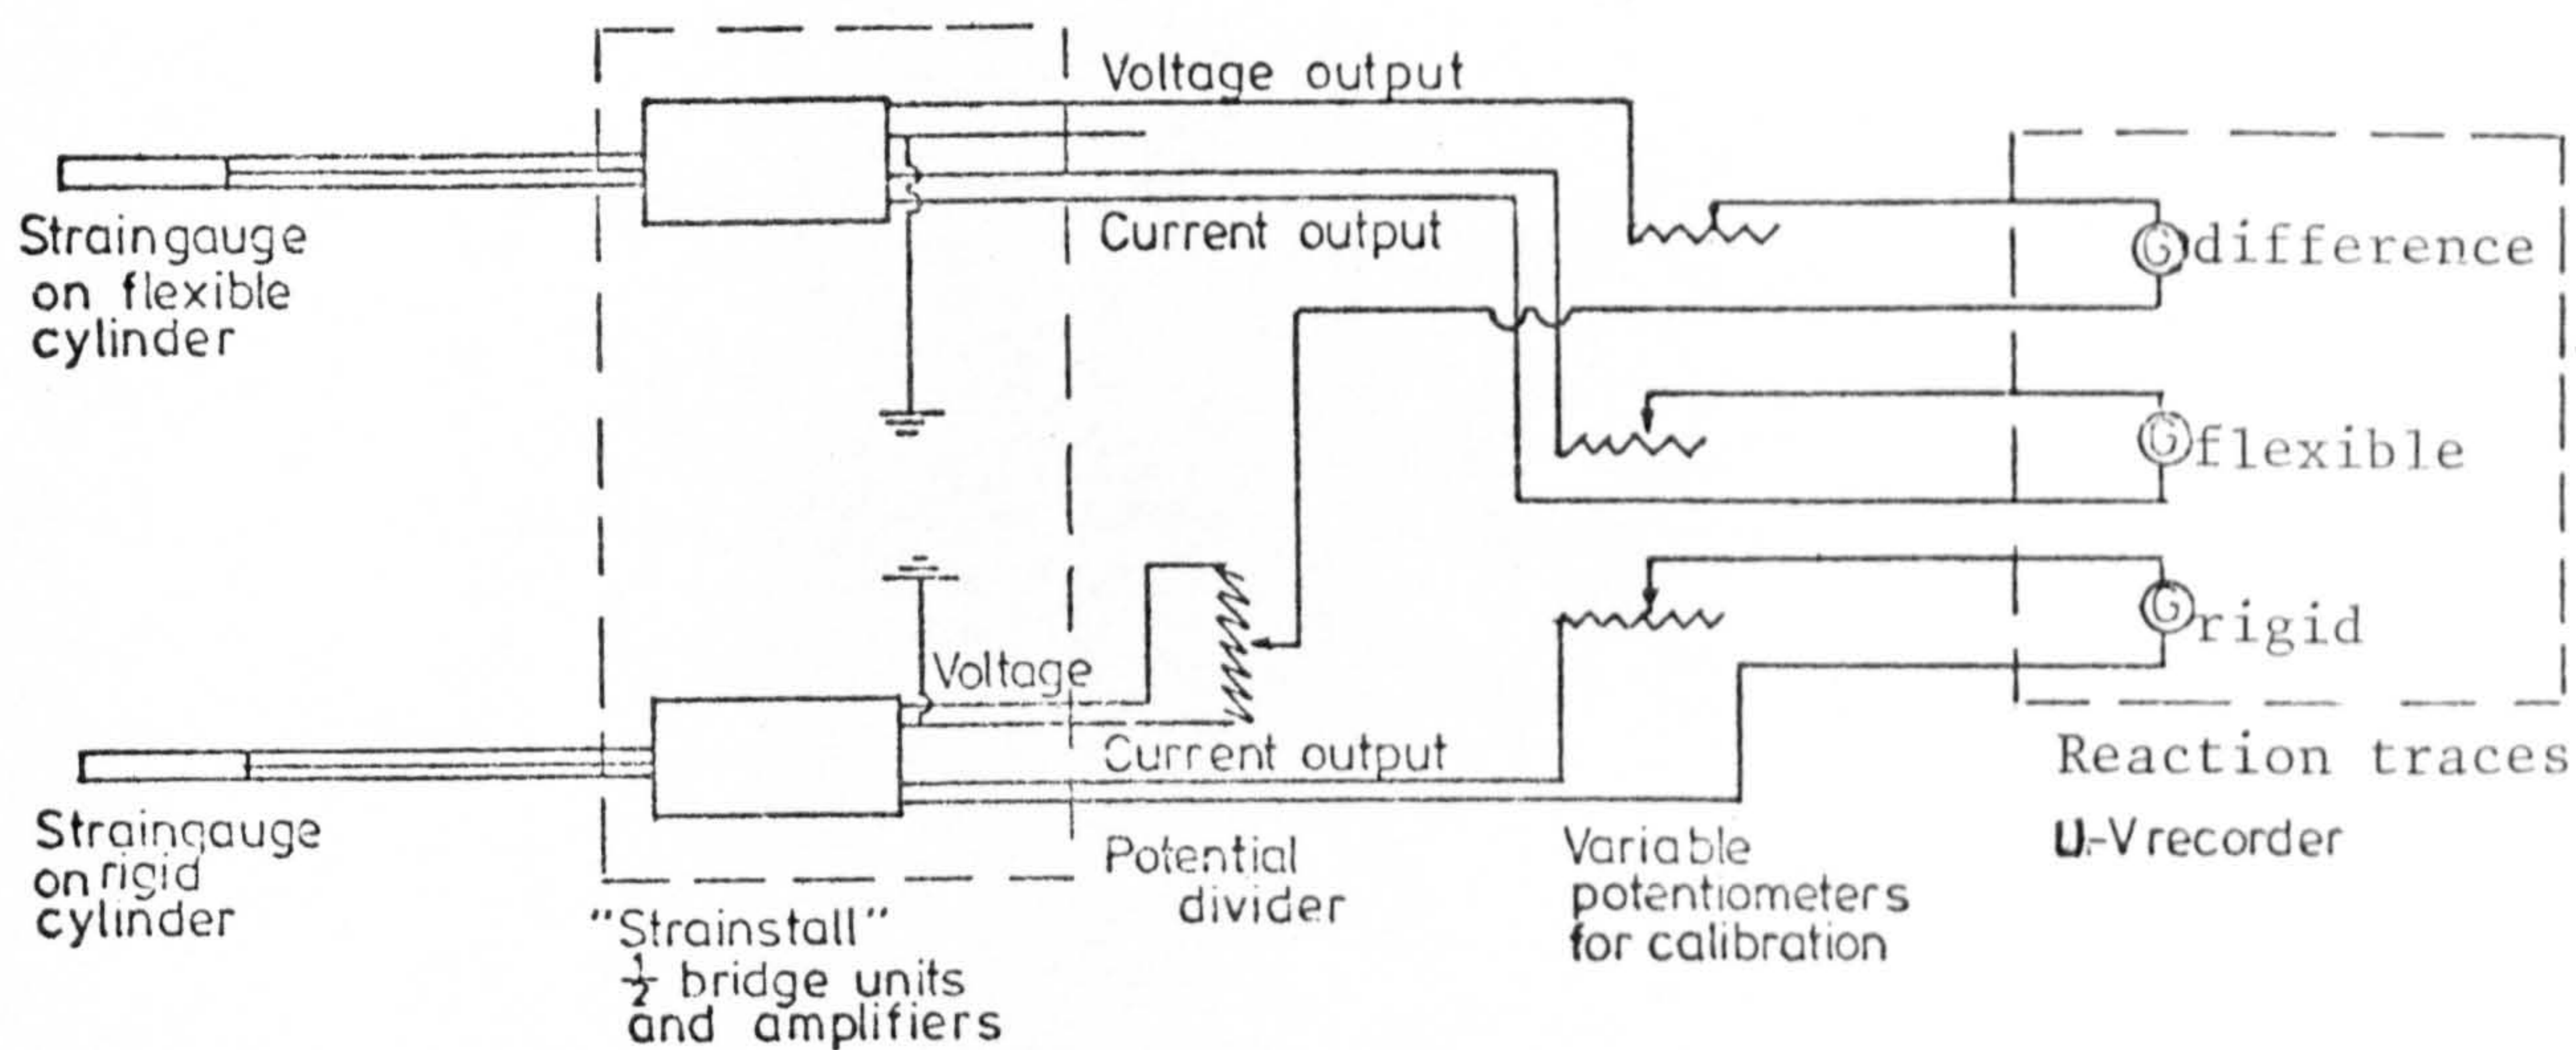 Voltage output
Current output
Straingauge
on flexible
cylinder
G difference
G flexible
G rigid
Voltage
Current output
Straingauge
on rigid
cylinder
"Strainstall"
½ bridge units
and amplifiers
Potential
divider
Variable
potentiometers
for calibration
Reaction traces
U-V recorder